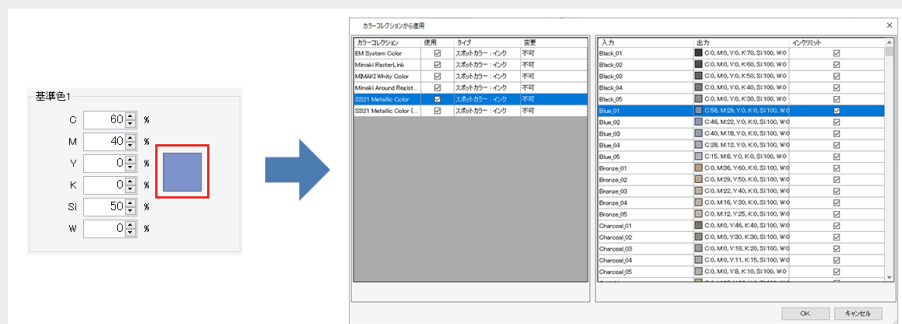 基準色1
C 60 %
M 40 %
Y 0 %
K 0 %
Si 50 %
W 0 %
カラーコレクションから適用
カラーコレクション 使用 タイプ 変更
EM System Color スポットカラー：インク 不可
Mimaki RasterLink スポットカラー：インク 不可
MIMAKI Whity Color スポットカラー：インク 不可
Mimaki Around Regist... スポットカラー：インク 不可
SS21 Metallic Color スポットカラー：インク 不可
SS21 Metallic Color (... スポットカラー：インク 不可
入力 出力 インクリミット
Black_01 C:0, M:0, Y:0, K:70, Si:100, W:0
Black_02 C:0, M:0, Y:0, K:60, Si:100, W:0
Black_03 C:0, M:0, Y:0, K:50, Si:100, W:0
Black_04 C:0, M:0, Y:0, K:40, Si:100, W:0
Black_05 C:0, M:0, Y:0, K:30, Si:100, W:0
Blue_01 C:56, M:29, Y:0, K:0, Si:100, W:0
Blue_02 C:46, M:22, Y:0, K:0, Si:100, W:0
Blue_03 C:40, M:18, Y:0, K:0, Si:100, W:0
Blue_04 C:28, M:12, Y:0, K:0, Si:100, W:0
Blue_05 C:15, M:8, Y:0, K:0, Si:100, W:0
Bronze_01 C:0, M:36, Y:60, K:0, Si:100, W:0
Bronze_02 C:0, M:29, Y:50, K:0, Si:100, W:0
Bronze_03 C:0, M:22, Y:40, K:0, Si:100, W:0
Bronze_04 C:0, M:16, Y:30, K:0, Si:100, W:0
Bronze_05 C:0, M:12, Y:25, K:0, Si:100, W:0
Charcoal_01 C:0, M:0, Y:46, K:40, Si:100, W:0
Charcoal_02 C:0, M:0, Y:30, K:30, Si:100, W:0
Charcoal_03 C:0, M:0, Y:18, K:20, Si:100, W:0
Charcoal_04 C:0, M:0, Y:11, K:15, Si:100, W:0
Charcoal_05 C:0, M:0, Y:8, K:10, Si:100, W:0
OK キャンセル